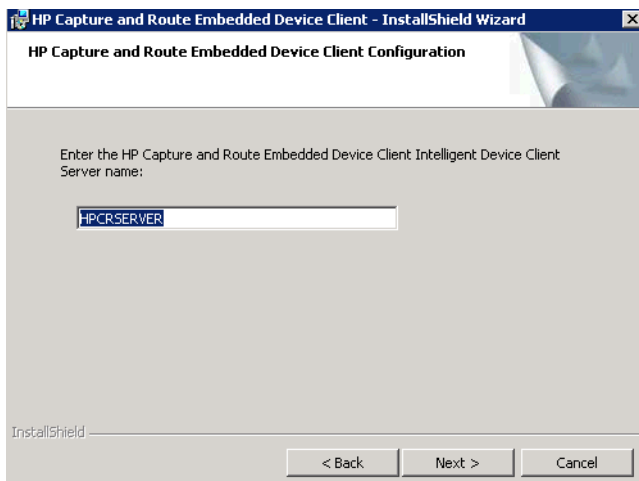 HP Capture and Route Embedded Device Client - InstallShield Wizard
HP Capture and Route Embedded Device Client Configuration
Enter the HP Capture and Route Embedded Device Client Intelligent Device Client
Server name:
HPCRSERVER
InstallShield
< Back
Next >
Cancel